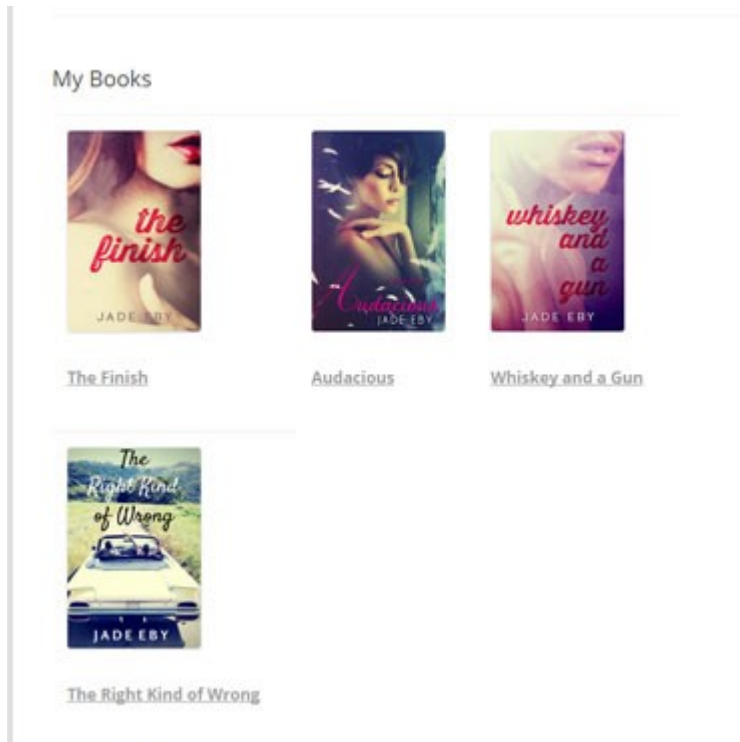 My Books
the
finish
JADE EBY
Audacious
JADE EBY
whiskey
and
a
gun
JADE EBY
The Finish
Audacious
Whiskey and a Gun
The
Right Kind
of Wrong
JADE EBY
The Right Kind of Wrong